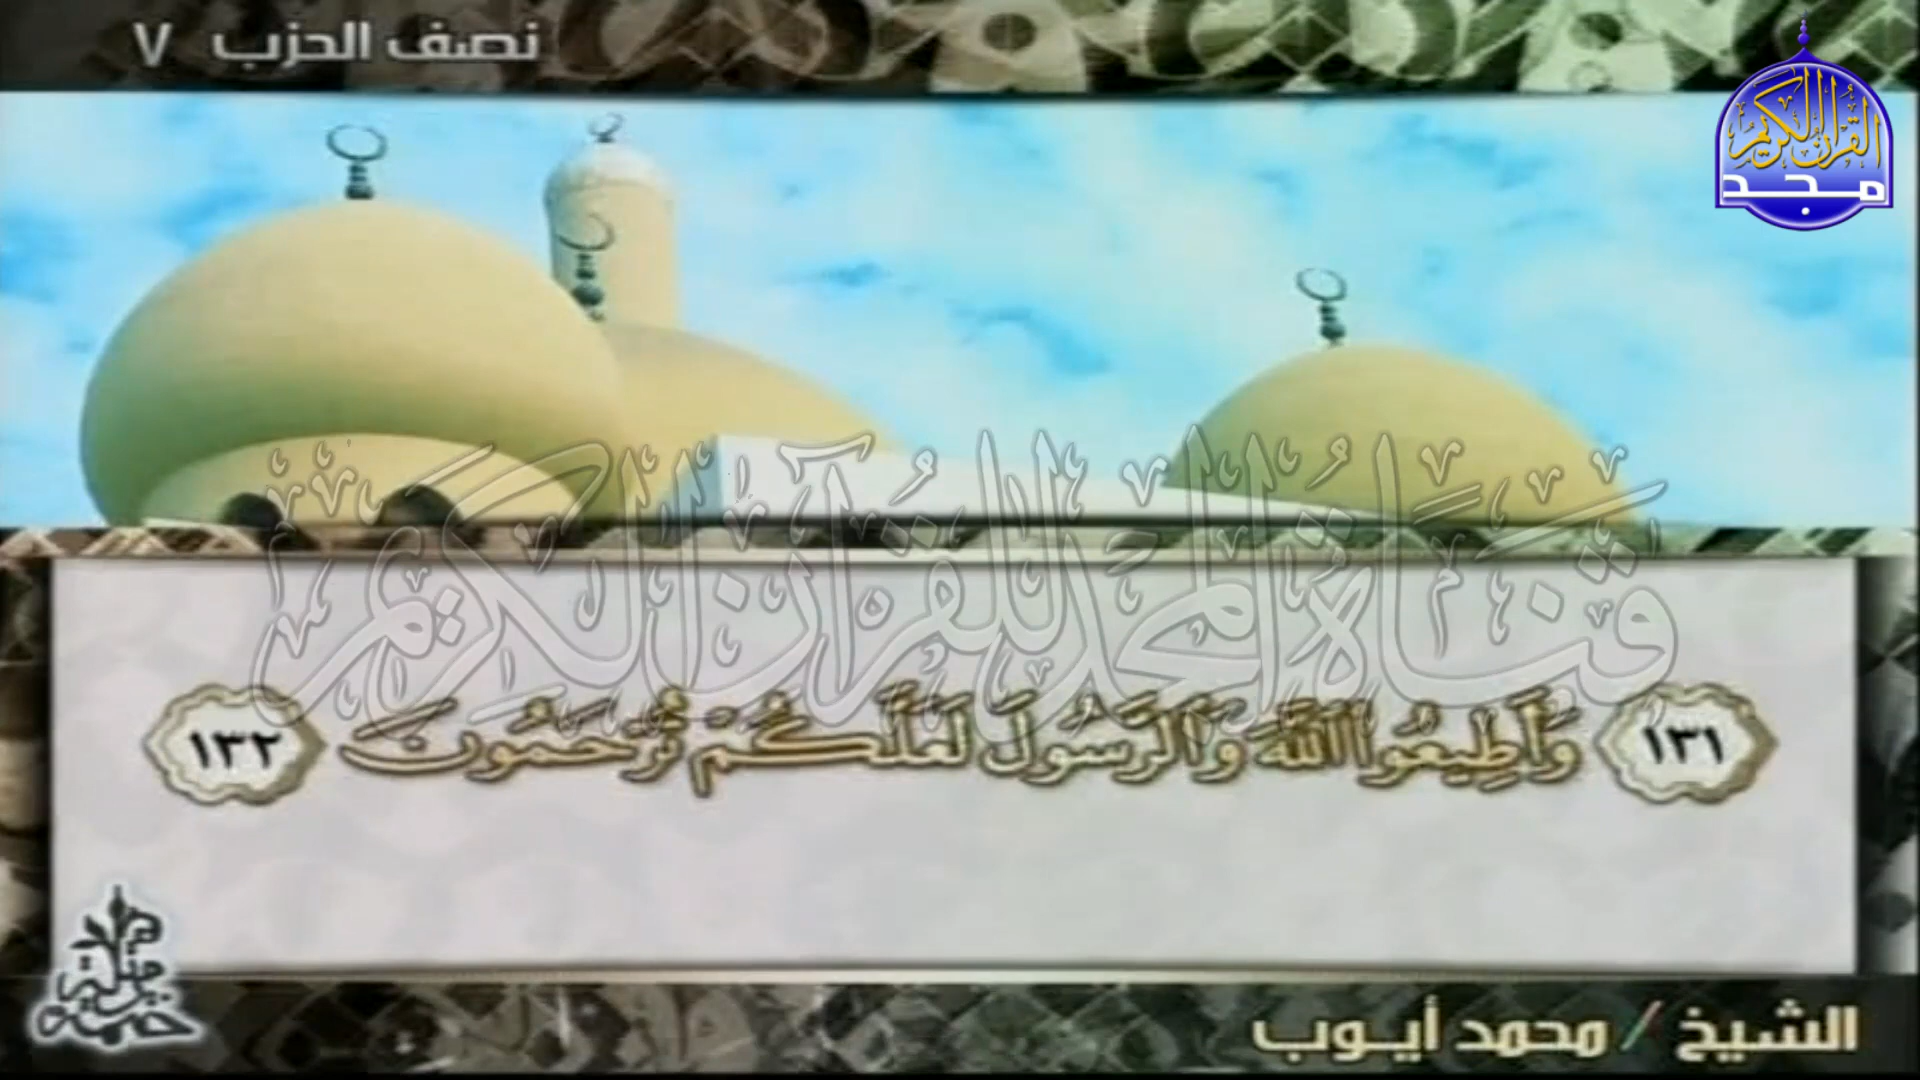 نصف الحزب ٧
القرآن الكريم
مجد
قناة المجد للقرآن الكريم
١٣١ وَأَطِيعُوا اللَّهَ وَالرَّسُولَ لَعَلَّكُمْ تُرْحَمُونَ ١٣٢
الشيخ / محمد أيوب